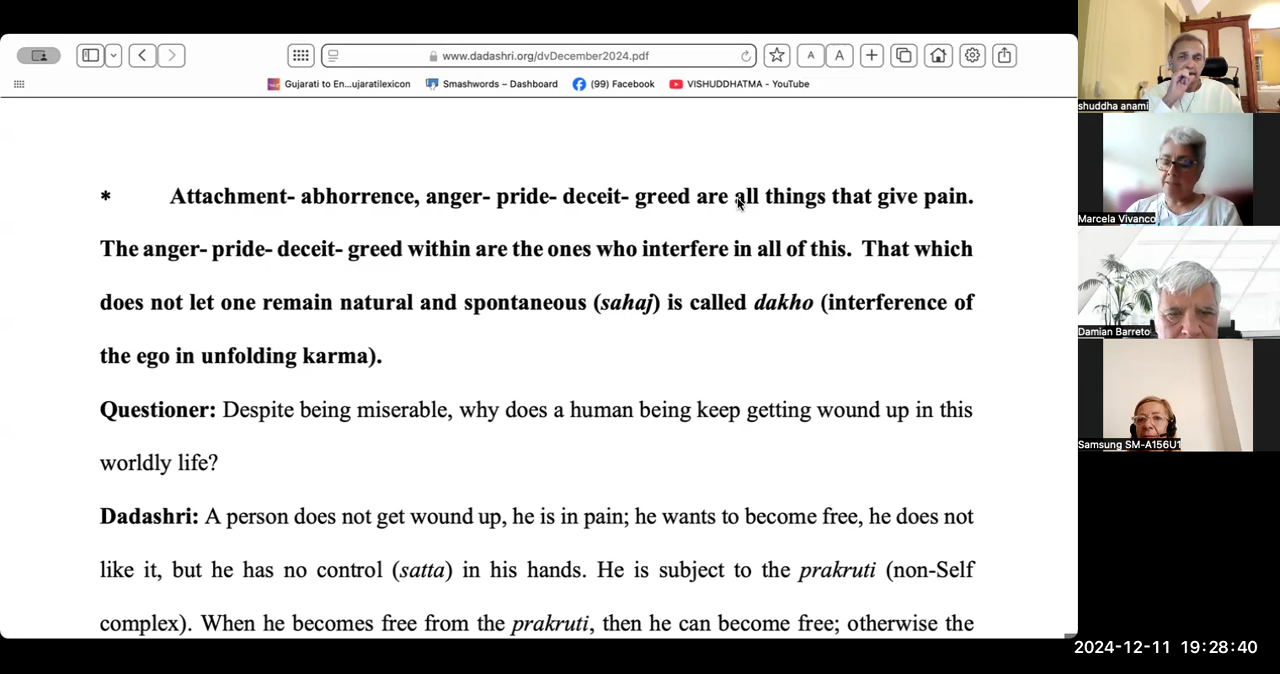 www.dadashri.org/dvDecember2024.pdf
A A
Gujarati to En...ujaratilexicon Smashwords – Dashboard (99) Facebook VISHUDDHATMA - YouTube
* Attachment- abhorrence, anger- pride- deceit- greed are all things that give pain.
The anger- pride- deceit- greed within are the ones who interfere in all of this. That which
does not let one remain natural and spontaneous (sahaj) is called dakho (interference of
the ego in unfolding karma).
Questioner: Despite being miserable, why does a human being keep getting wound up in this
worldly life?
Dadashri: A person does not get wound up, he is in pain; he wants to become free, he does not
like it, but he has no control (satta) in his hands. He is subject to the prakruti (non-Self
complex). When he becomes free from the prakruti, then he can become free; otherwise the
shuddha anami
Marcela Vivanco
Damian Barreto
Samsung SM-A156U1
2024-12-11 19:28:40